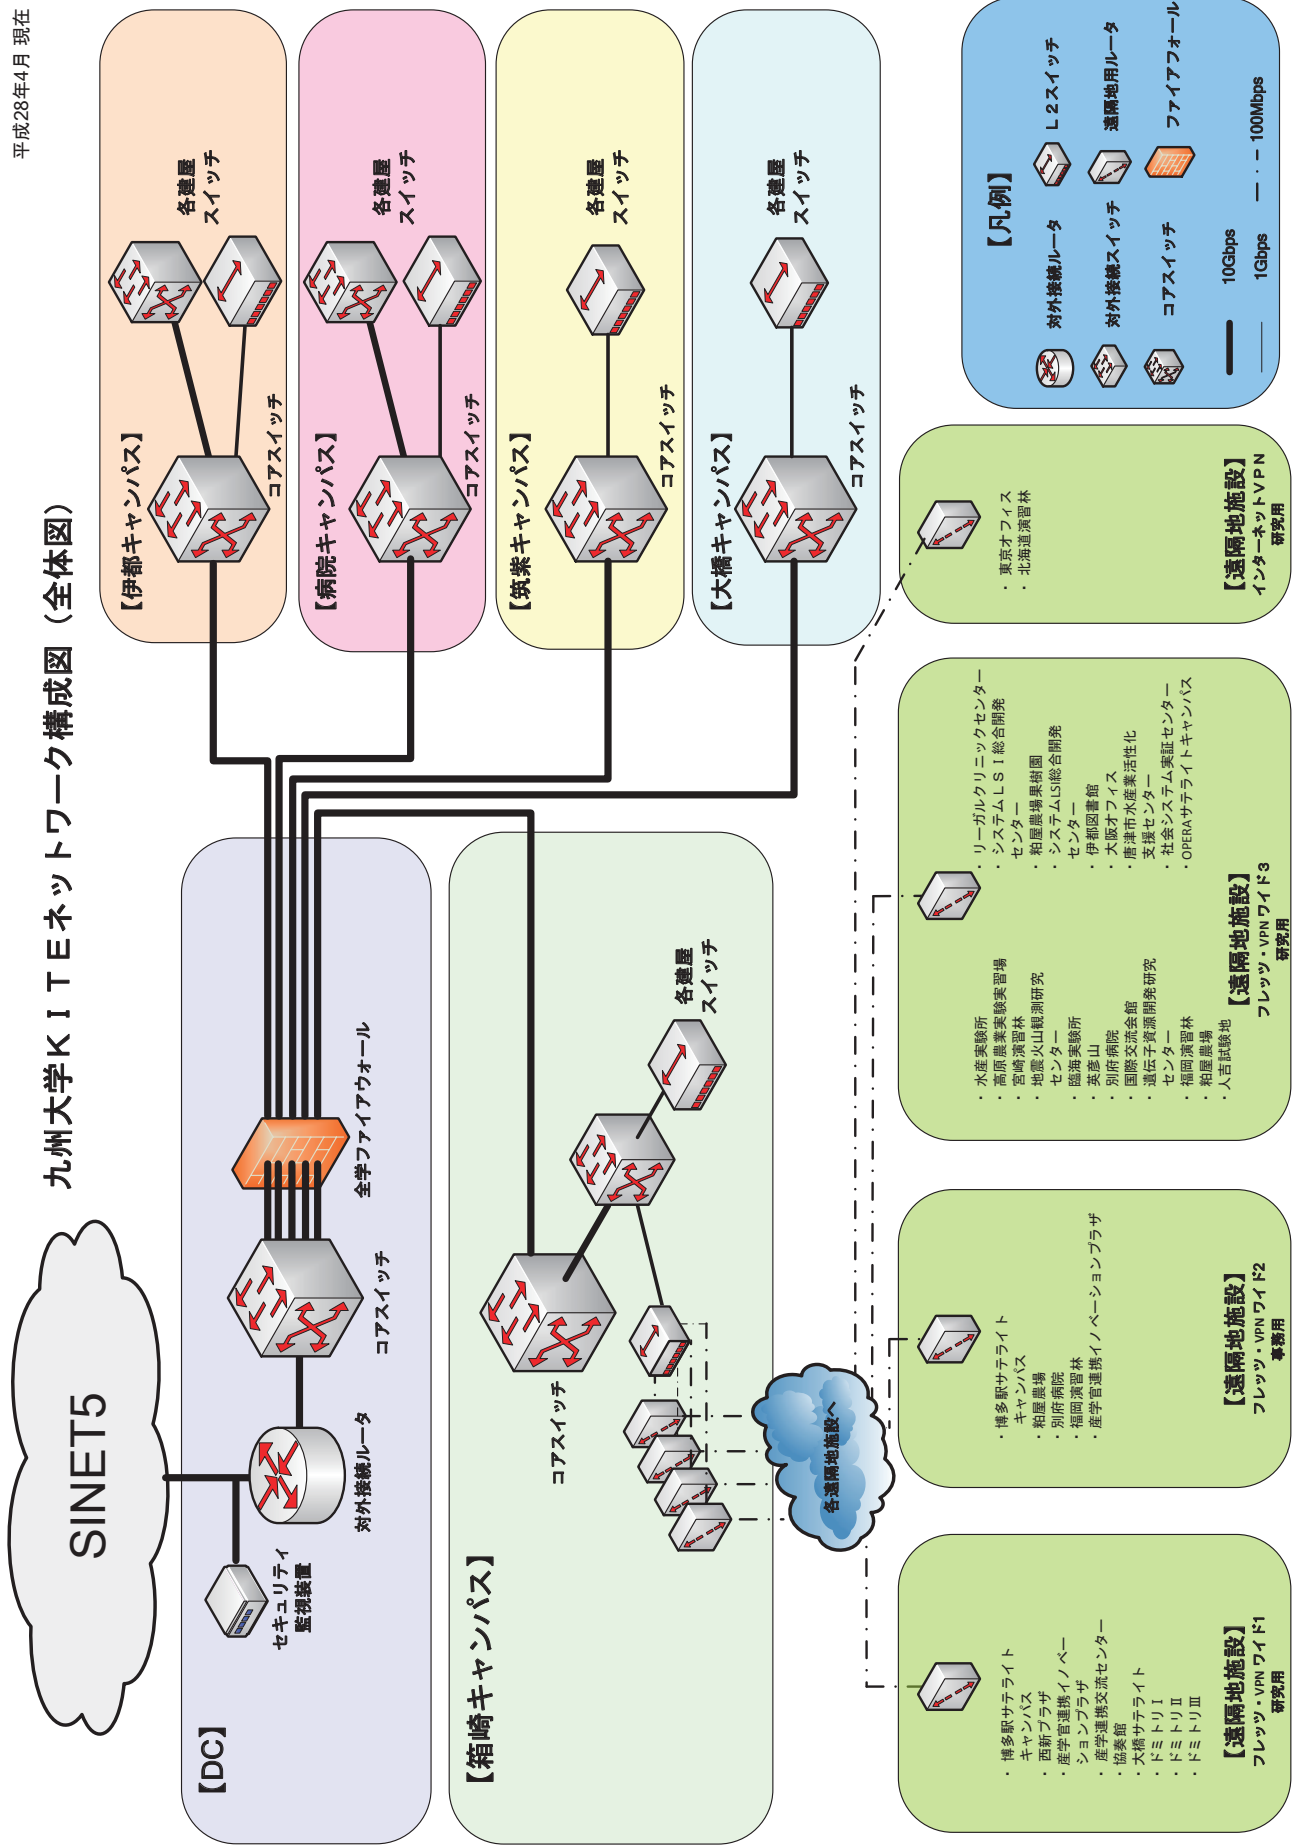 九州大学ＫＩＴＥネットワーク構成図（全体図）
平成28年4月 現在
SINET5
【DC】
セキュリティ
監視装置
対外接続ルータ
コアスイッチ
全学ファイアウォール
【伊都キャンパス】
コアスイッチ
各建屋
スイッチ
【病院キャンパス】
コアスイッチ
各建屋
スイッチ
【筑紫キャンパス】
コアスイッチ
各建屋
スイッチ
【大橋キャンパス】
コアスイッチ
各建屋
スイッチ
【箱崎キャンパス】
コアスイッチ
各建屋
スイッチ
各遠隔地施設へ
・博多駅サテライト
キャンパス
・西新プラザ
・産学官連携イノベー
ションプラザ
・産学連携交流センター
・協奏館
・大橋サテライト
・ドミトリⅠ
・ドミトリⅡ
・ドミトリⅢ
【遠隔地施設】
フレッツ・VPN ワイド1
研究用
・博多駅サテライト
キャンパス
・粕屋農場
・別府病院
・福岡演習林
・産学官連携イノベーションプラザ
【遠隔地施設】
フレッツ・VPN ワイド2
事務用
・水産実験所
・高原農業実験実習場
・宮崎演習林
・地震火山観測研究
センター
・臨海実験所
・英彦山
・別府病院
・国際交流会館
・遺伝子資源開発研究
センター
・福岡演習林
・粕屋農場
・人吉試験地
・リーガルクリニックセンター
・システムＬＳＩ総合開発
センター
・粕屋農場果樹園
・システムLSI総合開発
センター
・伊都図書館
・大阪オフィス
・唐津市水産業活性化
支援センター
・社会システム実証センター
・OPERAサテライトキャンパス
【遠隔地施設】
フレッツ・VPN ワイド3
研究用
・東京オフィス
・北海道演習林
【遠隔地施設】
インターネットＶＰＮ
研究用
【凡例】
対外接続ルータ
Ｌ２スイッチ
対外接続スイッチ
遠隔地用ルータ
コアスイッチ
ファイアフォール
10Gbps
1Gbps
100Mbps